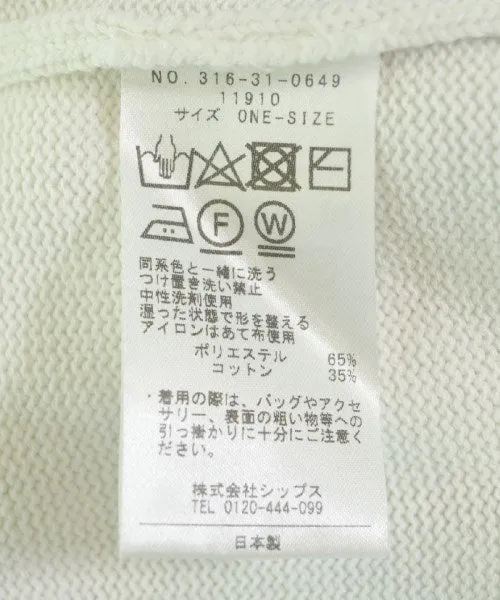 NO. 316-31-0649
11910
サイズ ONE-SIZE
F W
同系色と一緒に洗う
つけ置き洗い禁止
中性洗剤使用
湿った状態で形を整える
アイロンはあて布使用
ポリエステル 65%
コットン 35%
・着用の際は、バッグやアクセ
サリー、表面の粗い物等への
引っ掛かりに十分にご注意く
ださい。
株式会社シップス
TEL 0120-444-099
日本製